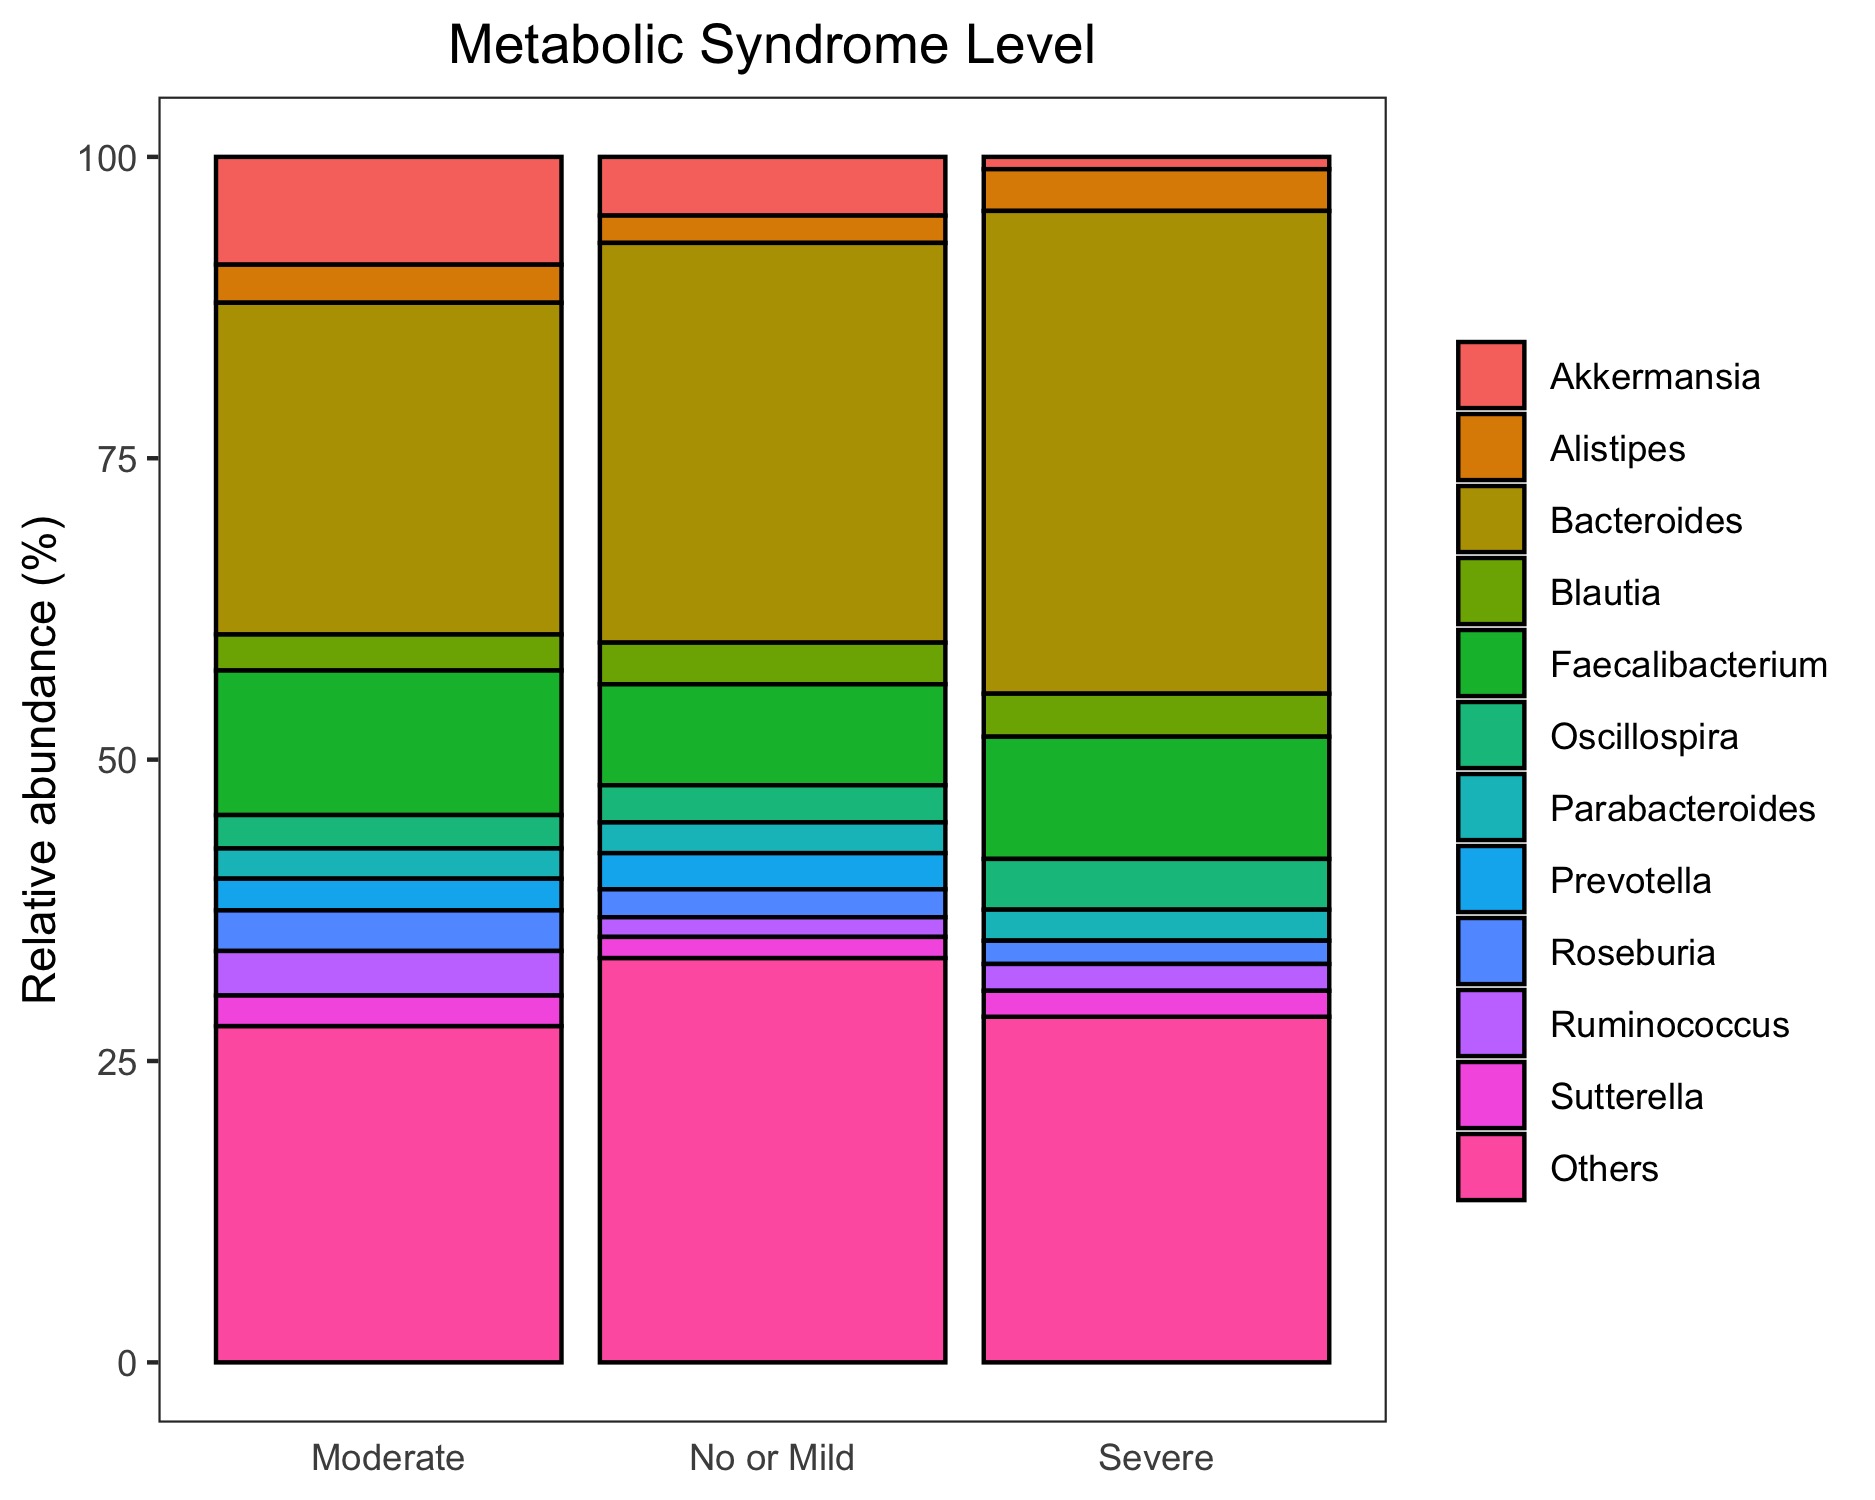 Metabolic Syndrome Level
Relative abundance (%)
100
75
50
25
0
Moderate
No or Mild
Severe
Akkermansia
Alistipes
Bacteroides
Blautia
Faecalibacterium
Oscillospira
Parabacteroides
Prevotella
Roseburia
Ruminococcus
Sutterella
Others